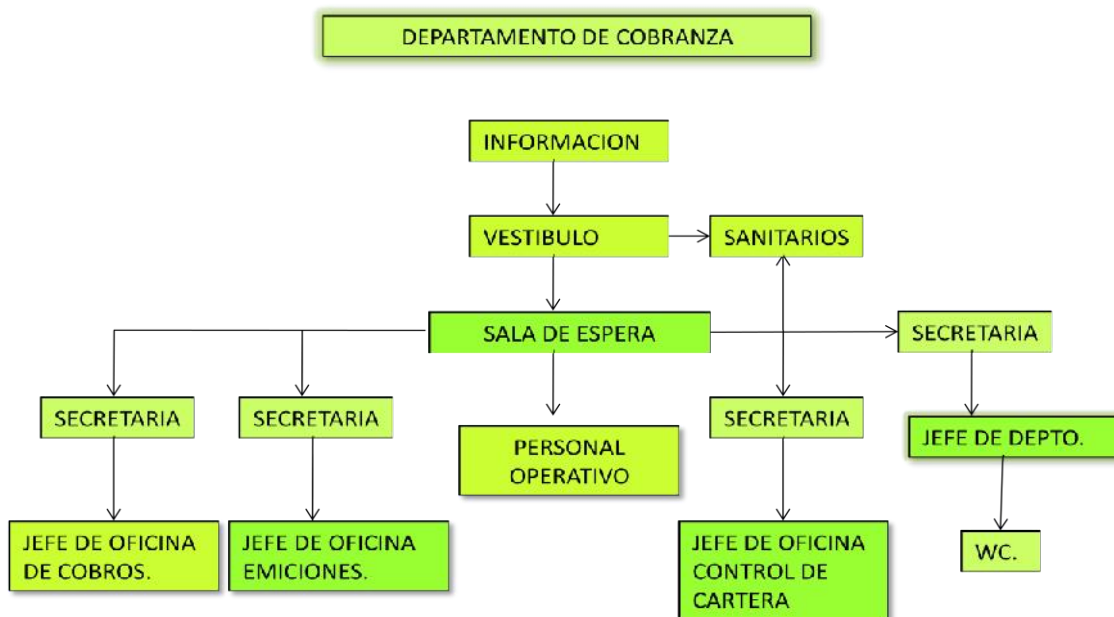 DEPARTAMENTO DE COBRANZA
INFORMACION
VESTIBULO
SANITARIOS
SALA DE ESPERA
SECRETARIA
SECRETARIA
SECRETARIA
SECRETARIA
JEFE DE DEPTO.
PERSONAL
OPERATIVO
JEFE DE OFICINA
DE COBROS.
JEFE DE OFICINA
EMICIONES.
JEFE DE OFICINA
CONTROL DE
CARTERA
WC.